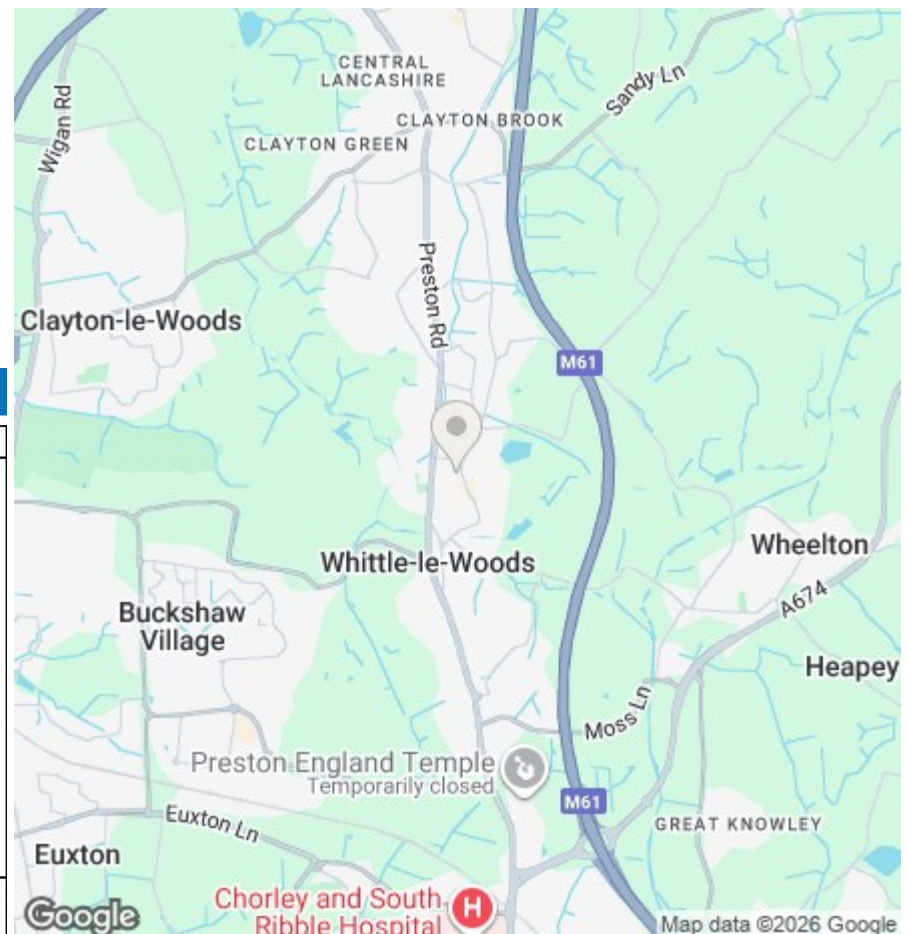 CENTRAL
LANCASHIRE
Sandy Ln
CLAYTON BROOK
Wigan Rd
CLAYTON GREEN
Preston Rd
Clayton-le-Woods
M61
Wheelton
Whittle-le-Woods
A674
Buckshaw
Village
Heapey
Moss Ln
Preston England Temple
Temporarily closed
M61
Euxton Ln
GREAT KNOWLEY
Euxton
Chorley and South
Ribble Hospital
H
Google
Map data ©2026 Google